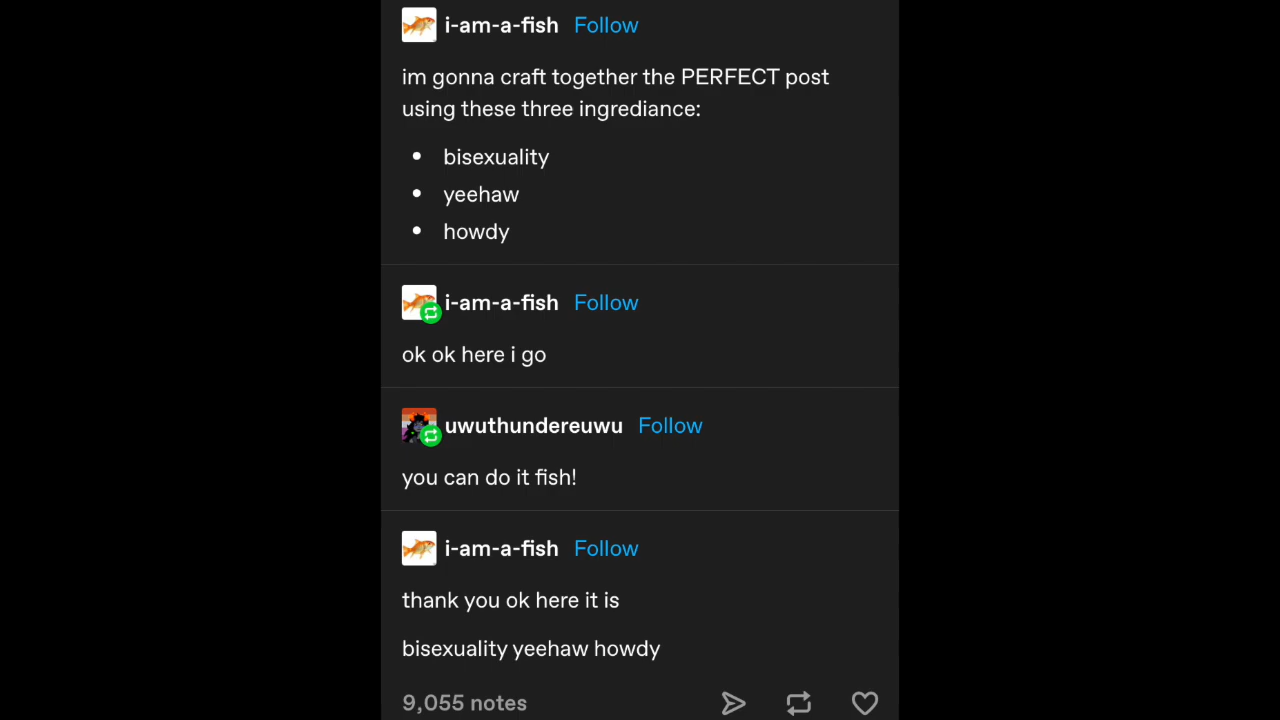 i-am-a-fish Follow
im gonna craft together the PERFECT post
using these three ingrediance:
• bisexuality
• yeehaw
• howdy
i-am-a-fish Follow
ok ok here i go
uwuthundereuwu Follow
you can do it fish!
i-am-a-fish Follow
thank you ok here it is
bisexuality yeehaw howdy
9,055 notes